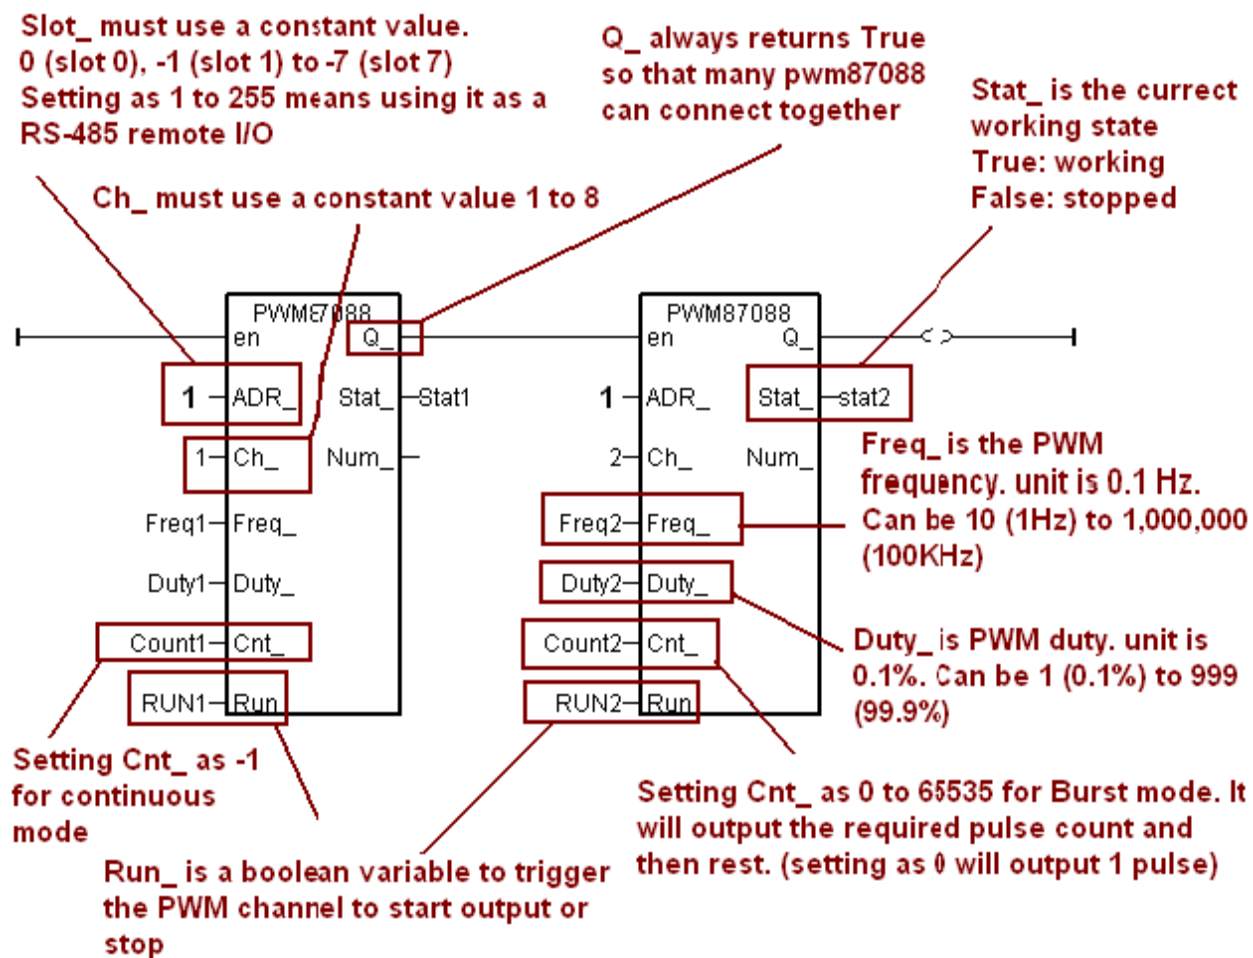 Slot_ must use a constant value.
0 (slot 0), -1 (slot 1) to -7 (slot 7)
Setting as 1 to 255 means using it as a
RS-485 remote I/O
Q_ always returns True
so that many pwm87088
can connect together
Stat_ is the currect
working state
True: working
False: stopped
Ch_ must use a constant value 1 to 8
PWM87088
en
Q_
1
ADR_
Stat_
Stat1
1
Ch_
Num_
Freq1
Freq_
Duty1
Duty_
Count1
Cnt_
RUN1
Run
PWM87088
en
Q_
1
ADR_
Stat_
stat2
2
Ch_
Num_
Freq2
Freq_
Duty2
Duty_
Count2
Cnt_
RUN2
Run
Freq_ is the PWM
frequency. unit is 0.1 Hz.
Can be 10 (1Hz) to 1,000,000
(100KHz)
Duty_ is PWM duty. unit is
0.1%. Can be 1 (0.1%) to 999
(99.9%)
Setting Cnt_ as -1
for continuous
mode
Setting Cnt_ as 0 to 65535 for Burst mode. It
will output the required pulse count and
then rest. (setting as 0 will output 1 pulse)
Run_ is a boolean variable to trigger
the PWM channel to start output or
stop